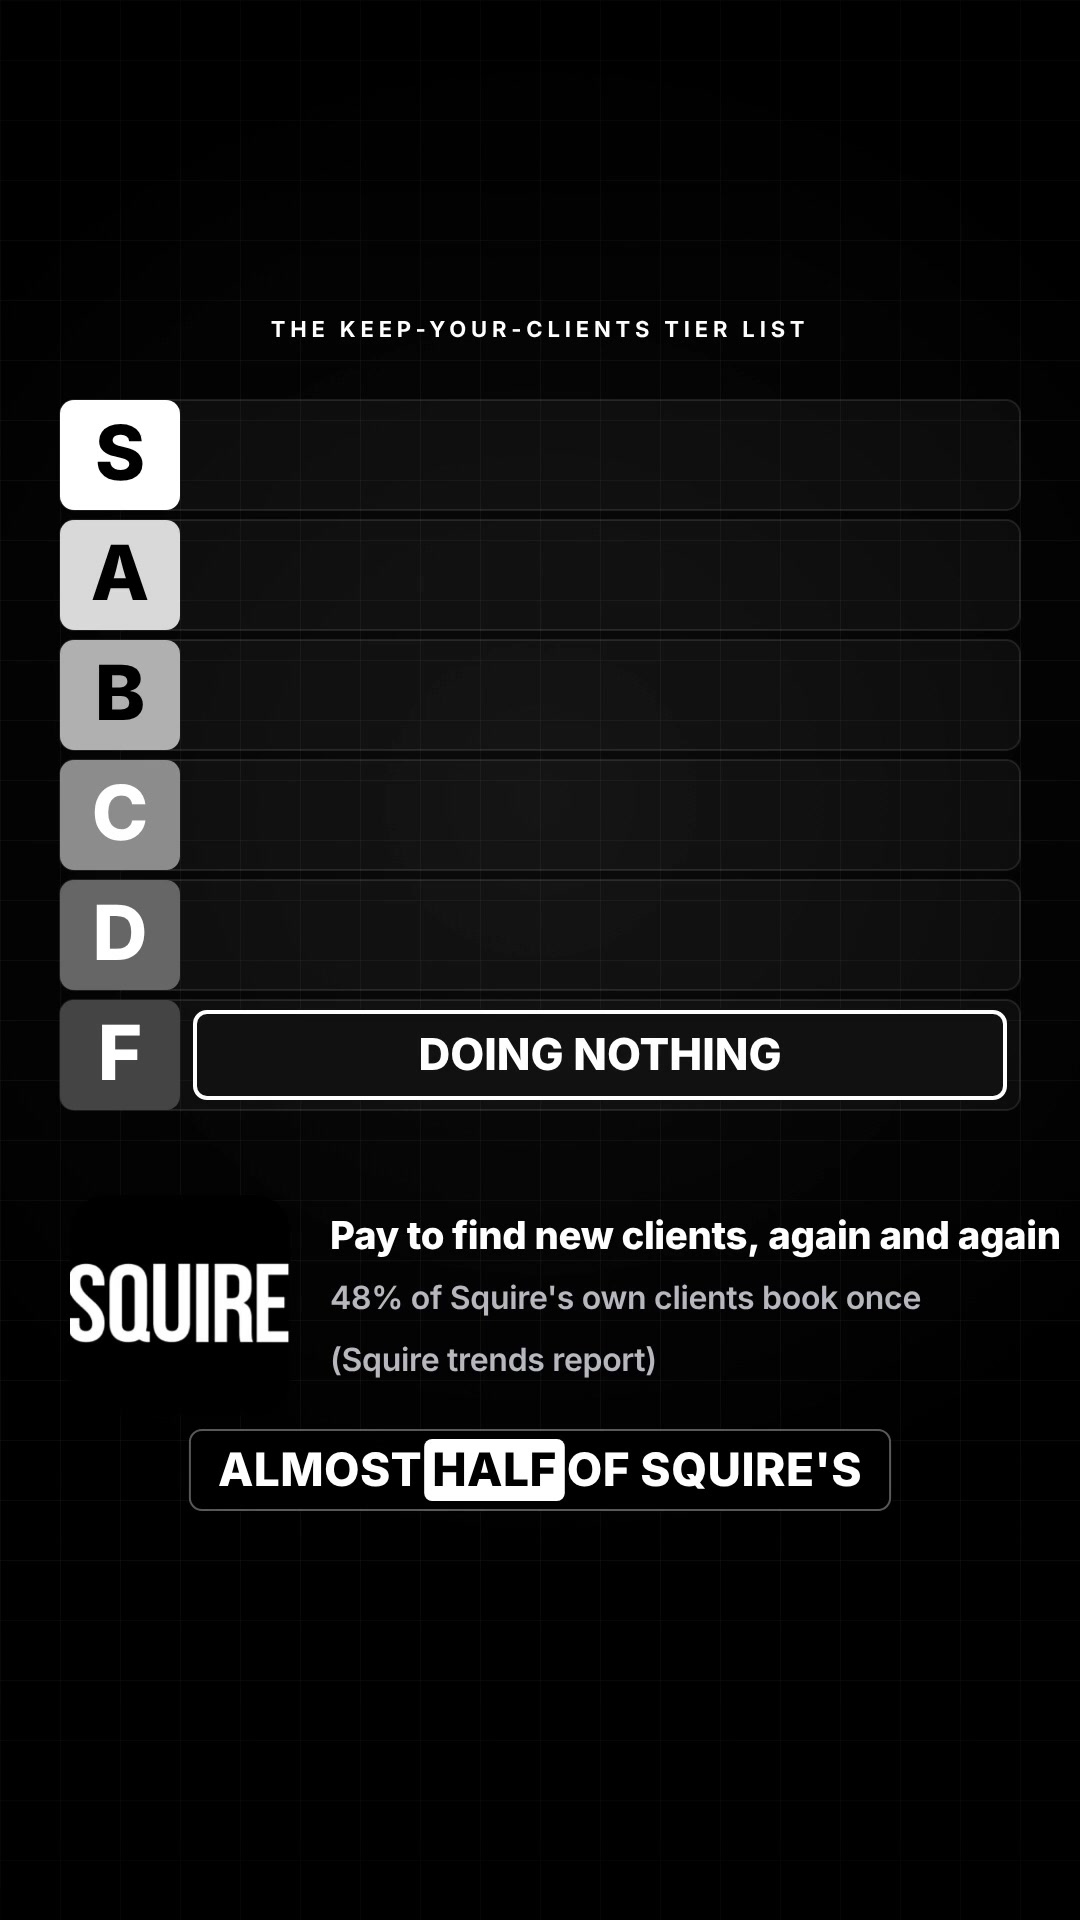 THE KEEP-YOUR-CLIENTS TIER LIST
S
A
B
C
D
F
DOING NOTHING
SQUIRE
Pay to find new clients, again and again
48% of Squire's own clients book once
(Squire trends report)
ALMOST HALF OF SQUIRE'S